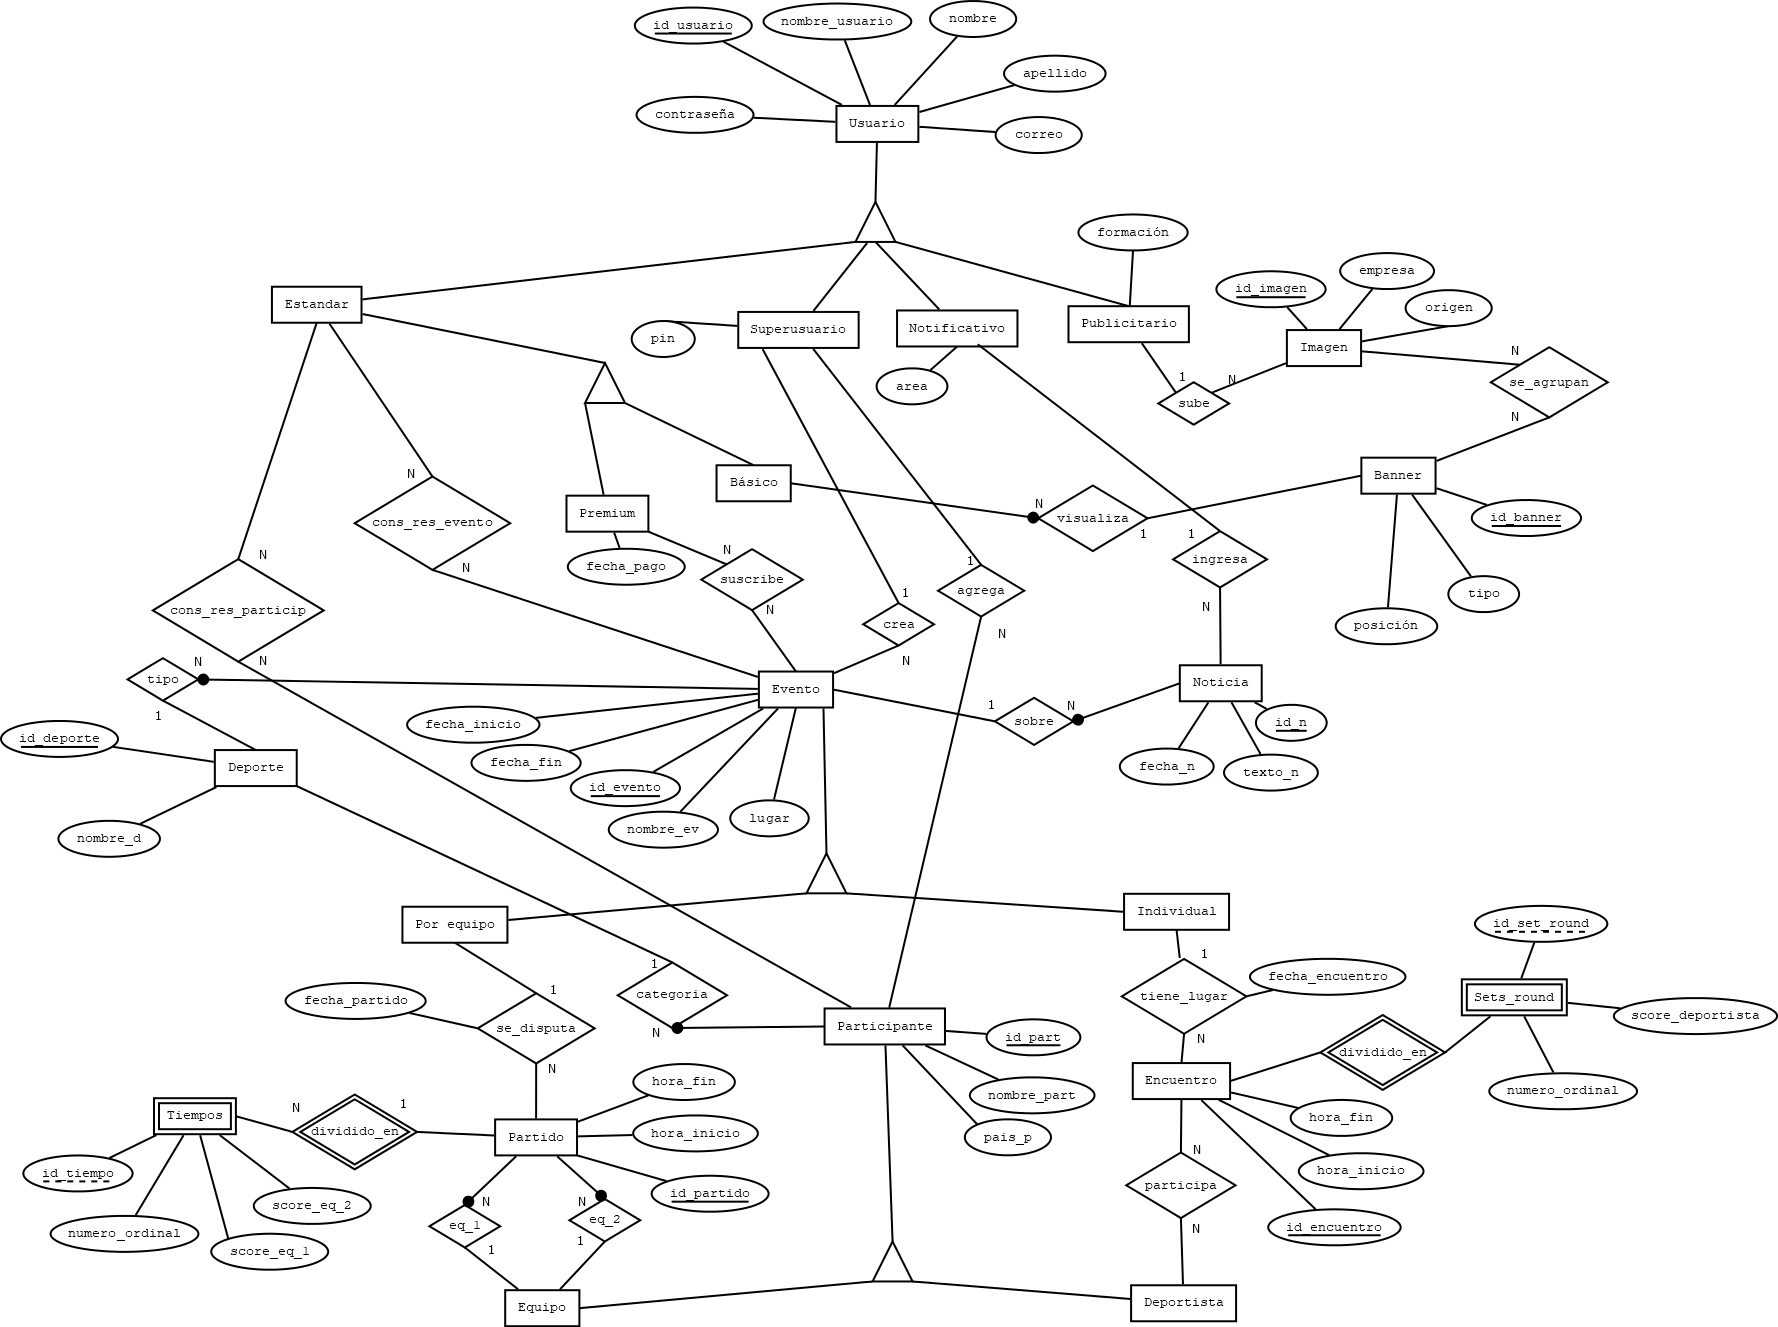 id_usuario
nombre_usuario
nombre
apellido
contraseña
Usuario
correo
formación
empresa
id_imagen
Estandar
origen
Superusuario
Notificativo
Publicitario
pin
Imagen
N
area
1
N
sube
se_agrupan
N
N
Básico
Banner
N
Premium
cons_res_evento
visualiza
id_banner
1
1
N
N
fecha_pago
N
suscribe
1
ingresa
agrega
1
tipo
cons_res_particip
N
N
crea
posición
N
N
N
N
tipo
Evento
Noticia
1
1
N
fecha_inicio
sobre
id_n
id_deporte
fecha_fin
Deporte
fecha_n
texto_n
id_evento
lugar
nombre_d
nombre_ev
Por equipo
Individual
id_set_round
1
1
fecha_encuentro
1
fecha_partido
categoria
tiene_lugar
Sets_round
score_deportista
se_disputa
N
Participante
id_part
N
dividido_en
N
hora_fin
Encuentro
nombre_part
numero_ordinal
N
1
Tiempos
hora_fin
dividido_en
Partido
hora_inicio
pais_p
N
id_tiempo
hora_inicio
participa
id_partido
N
N
score_eq_2
eq_1
eq_2
N
id_encuentro
numero_ordinal
1
1
score_eq_1
Equipo
Deportista